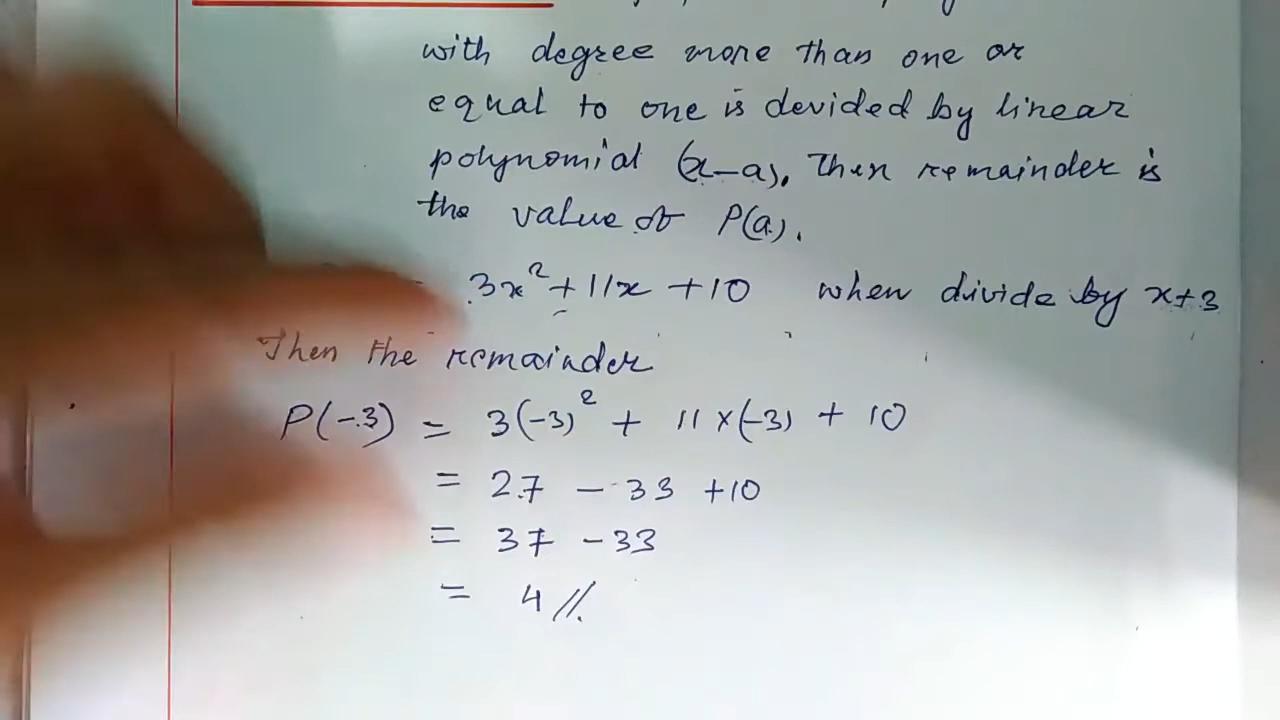 with degree more than one or
equal to one is devided by linear
polynomial (x-a), Then remainder is
the value of P(a).
3x² + 11x + 10 when divide by x+3
Then the remainder
P(-3) = 3(-3)² + 11×(-3) + 10
= 27 - 33 +10
= 37 - 33
= 4 //.